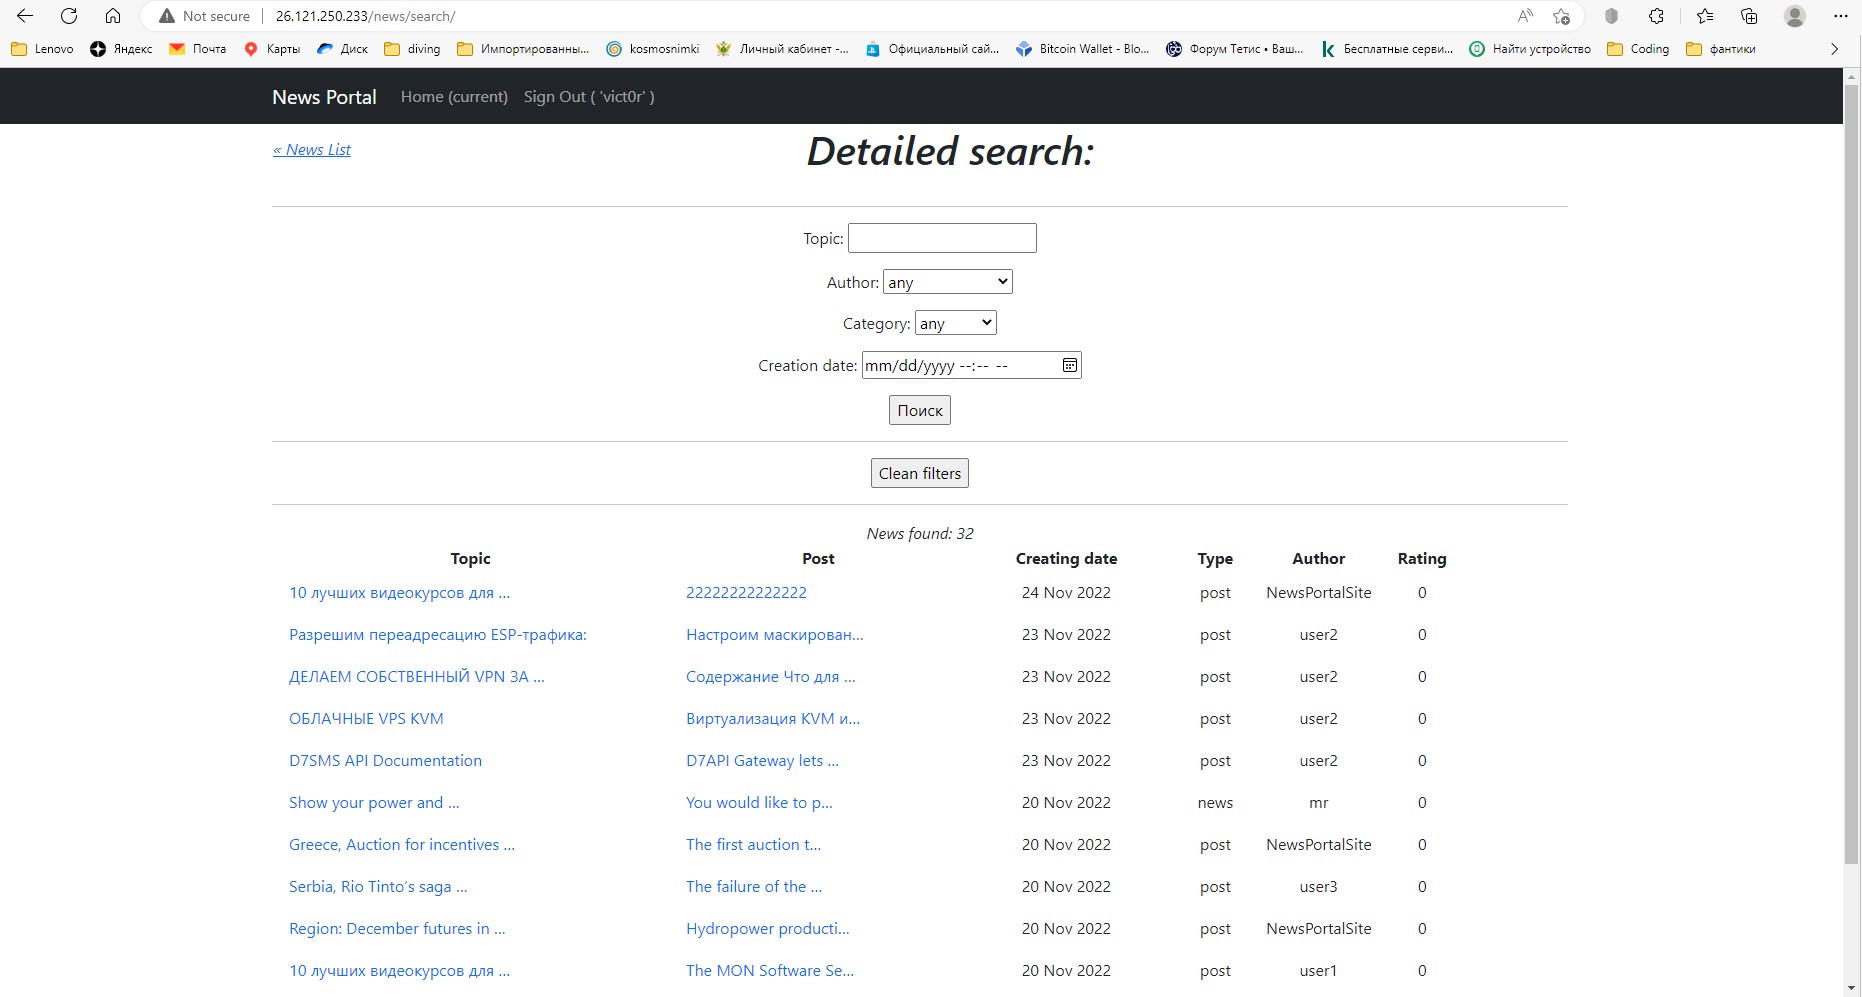 Not secure | 26.121.250.233/news/search/
Lenovo Яндекс Почта Карты Диск diving Импортированны... kosmosnimki Личный кабинет -... Официальный сай... Bitcoin Wallet - Blo... Форум Тетис • Ваш... Бесплатные серви... Найти устройство Coding фантики
News Portal Home (current) Sign Out ( 'vict0r' )
« News List
Detailed search:
Topic:
Author: any
Category: any
Creation date: mm/dd/yyyy --:-- --
Поиск
Clean filters
News found: 32
Topic Post Creating date Type Author Rating
10 лучших видеокурсов для ... 22222222222222 24 Nov 2022 post NewsPortalSite 0
Разрешим переадресацию ESP-трафика: Настроим маскирован... 23 Nov 2022 post user2 0
ДЕЛАЕМ СОБСТВЕННЫЙ VPN ЗА ... Содержание Что для ... 23 Nov 2022 post user2 0
ОБЛАЧНЫЕ VPS KVM Виртуализация KVM и... 23 Nov 2022 post user2 0
D7SMS API Documentation D7API Gateway lets ... 23 Nov 2022 post user2 0
Show your power and ... You would like to p... 20 Nov 2022 news mr 0
Greece, Auction for incentives ... The first auction t... 20 Nov 2022 post NewsPortalSite 0
Serbia, Rio Tinto's saga ... The failure of the ... 20 Nov 2022 post user3 0
Region: December futures in ... Hydropower producti... 20 Nov 2022 post NewsPortalSite 0
10 лучших видеокурсов для ... The MON Software Se... 20 Nov 2022 post user1 0